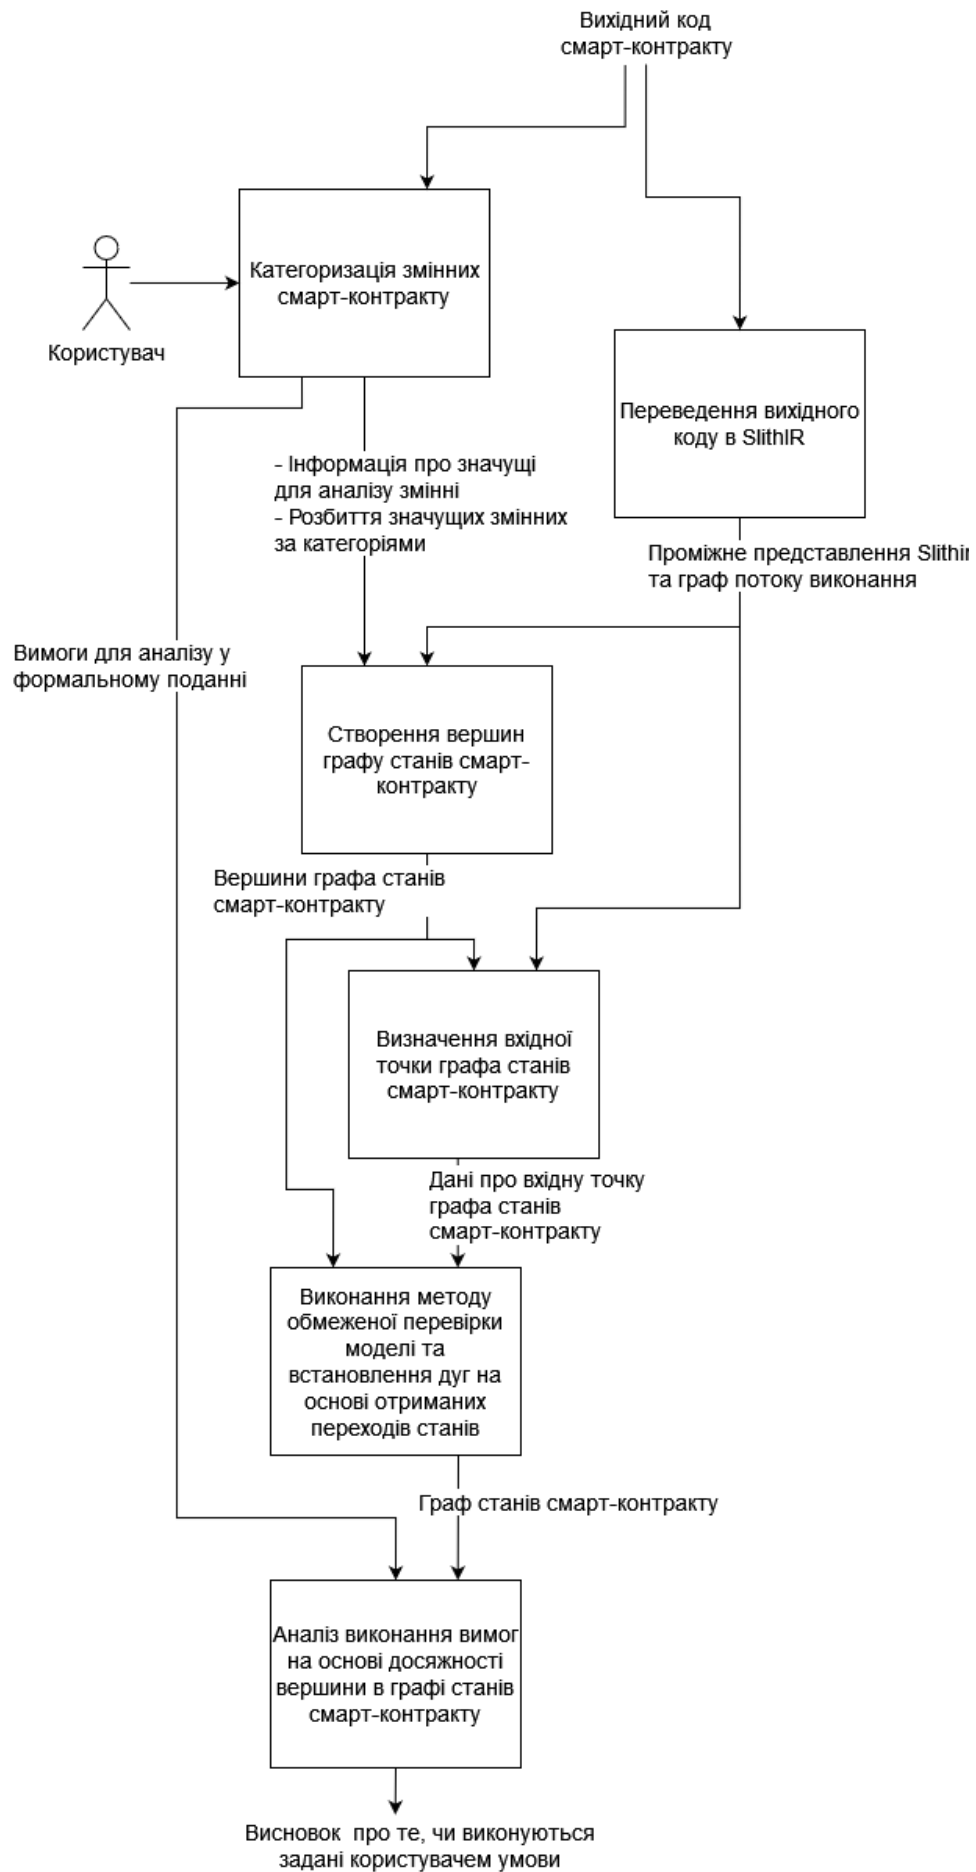 Вихідний код
смарт-контракту
Категоризація змінних
смарт-контракту
Користувач
Переведення вихідного
коду в SlithIR
- Інформація про значущі
для аналізу змінні
- Розбиття значущих змінних
за категоріями
Проміжне представлення Slithir
та граф потоку виконання
Вимоги для аналізу у
формальному поданні
Створення вершин
графу станів смарт-
контракту
Вершини графа станів
смарт-контракту
Визначення вхідної
точки графа станів
смарт-контракту
Дані про вхідну точку
графа станів
смарт-контракту
Виконання методу
обмеженої перевірки
моделі та
встановлення дуг на
основі отриманих
переходів станів
Граф станів смарт-контракту
Аналіз виконання вимог
на основі досяжності
вершини в графі станів
смарт-контракту
Висновок про те, чи виконуються
задані користувачем умови